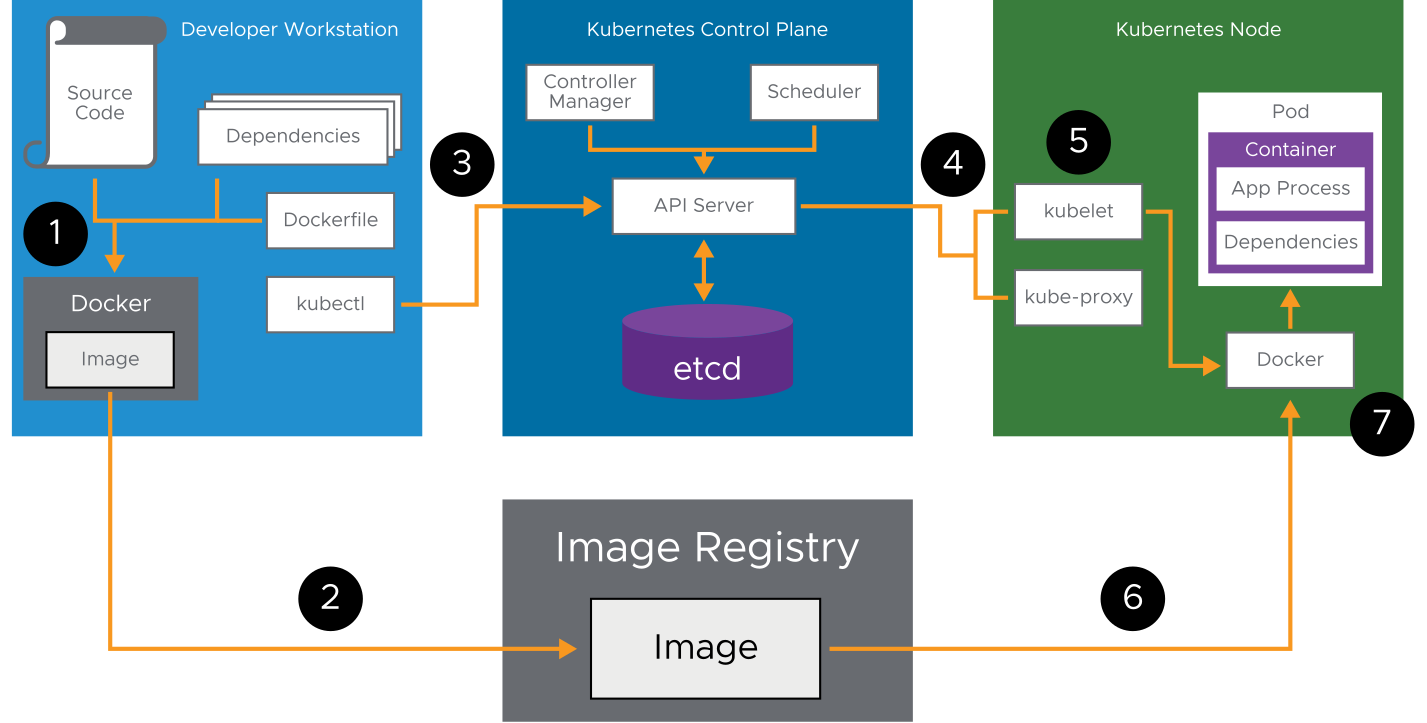 Developer Workstation
Source
Code
Dependencies
Dockerfile
kubectl
1
Docker
Image
3
Kubernetes Control Plane
Controller
Manager
Scheduler
API Server
etcd
4
Kubernetes Node
5
kubelet
kube-proxy
Pod
Container
App Process
Dependencies
Docker
7
2
Image Registry
Image
6